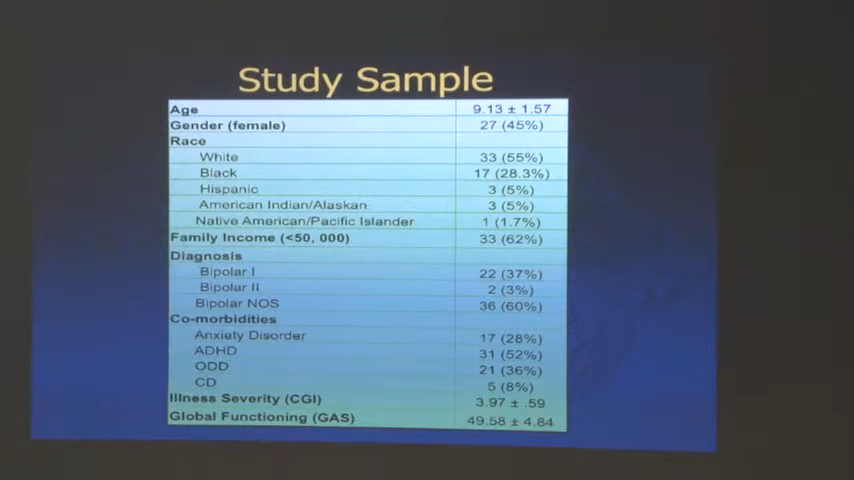 Study Sample
Age 9.13 ± 1.57
Gender (female) 27 (45%)
Race
White 33 (55%)
Black 17 (28.3%)
Hispanic 3 (5%)
American Indian/Alaskan 3 (5%)
Native American/Pacific Islander 1 (1.7%)
Family Income (<50, 000) 33 (62%)
Diagnosis
Bipolar I 22 (37%)
Bipolar II 2 (3%)
Bipolar NOS 36 (60%)
Co-morbidities
Anxiety Disorder 17 (28%)
ADHD 31 (52%)
ODD 21 (36%)
CD 5 (8%)
Illness Severity (CGI) 3.97 ± .59
Global Functioning (GAS) 49.58 ± 4.84